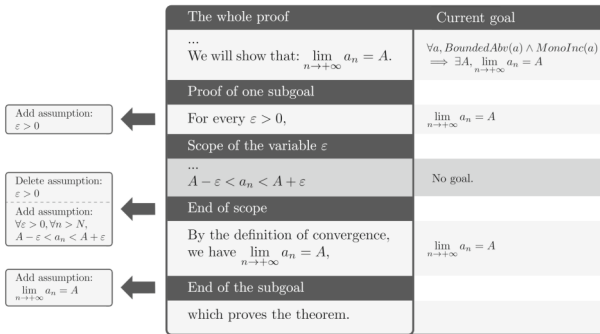 The whole proof
Current goal
...
We will show that: lim_{n→+∞} a_n = A.
∀a, BoundedAbv(a) ∧ MonoInc(a)
⟹ ∃A, lim_{n→+∞} a_n = A
Proof of one subgoal
Add assumption:
ε > 0
For every ε > 0,
lim_{n→+∞} a_n = A
Scope of the variable ε
...
A − ε < a_n < A + ε
No goal.
Delete assumption:
ε > 0
Add assumption:
∀ε > 0, ∀n > N,
A − ε < a_n < A + ε
End of scope
By the definition of convergence,
we have lim_{n→+∞} a_n = A,
lim_{n→+∞} a_n = A
End of the subgoal
Add assumption:
lim_{n→+∞} a_n = A
which proves the theorem.